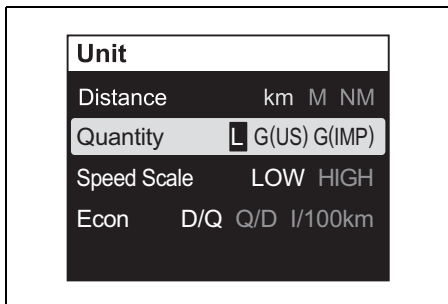 Unit
Distance km M NM
Quantity L G(US) G(IMP)
Speed Scale LOW HIGH
Econ D/Q Q/D l/100km